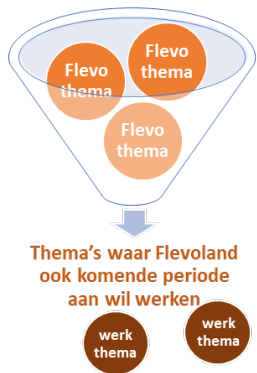 Flevo
thema
Flevo
thema
Flevo
thema
Thema's waar Flevoland
ook komende periode
aan wil werken
werk
thema
werk
thema